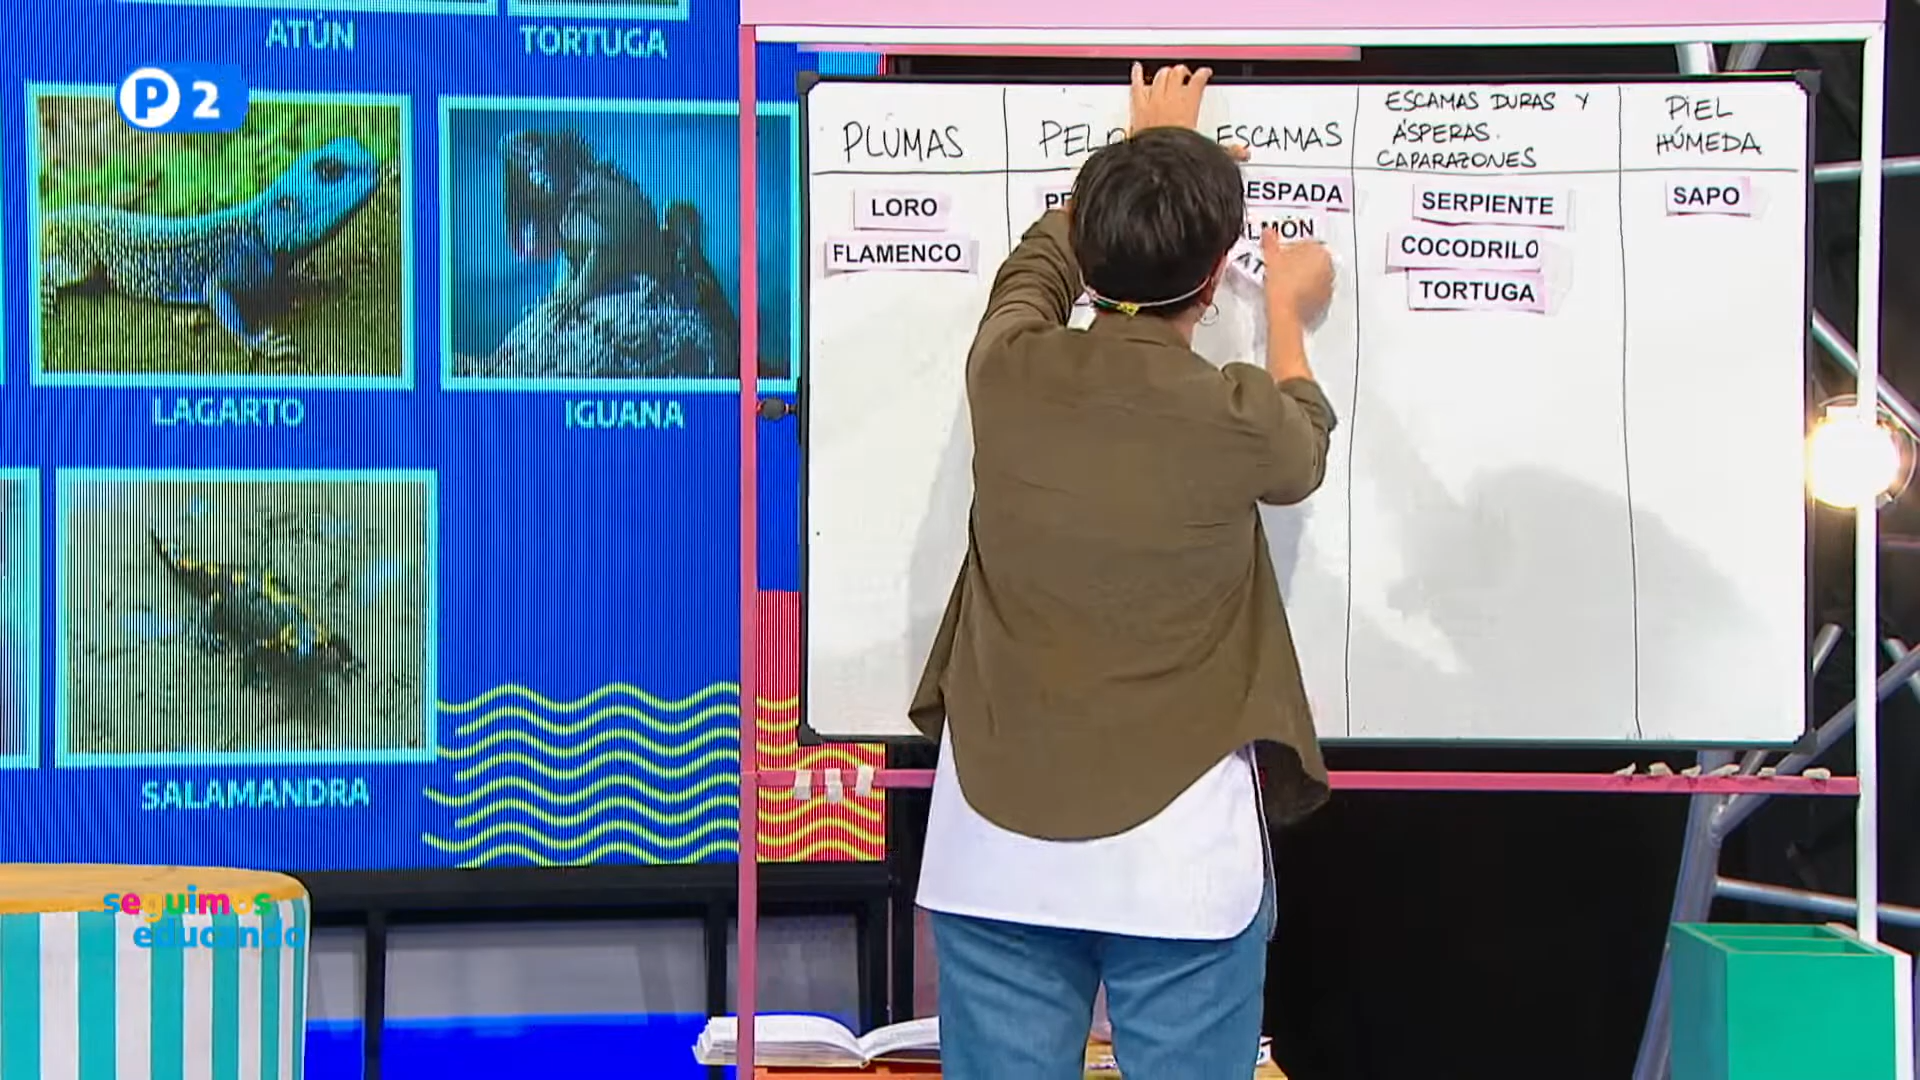 ATÚN
TORTUGA
P 2
LAGARTO
IGUANA
SALAMANDRA
seguimos
educando
PLUMAS
ESCAMAS
ESCAMAS DURAS Y
ÁSPERAS.
CAPARAZONES
PIEL
HÚMEDA
LORO
FLAMENCO
ESPADA
SERPIENTE
COCODRILO
TORTUGA
SAPO